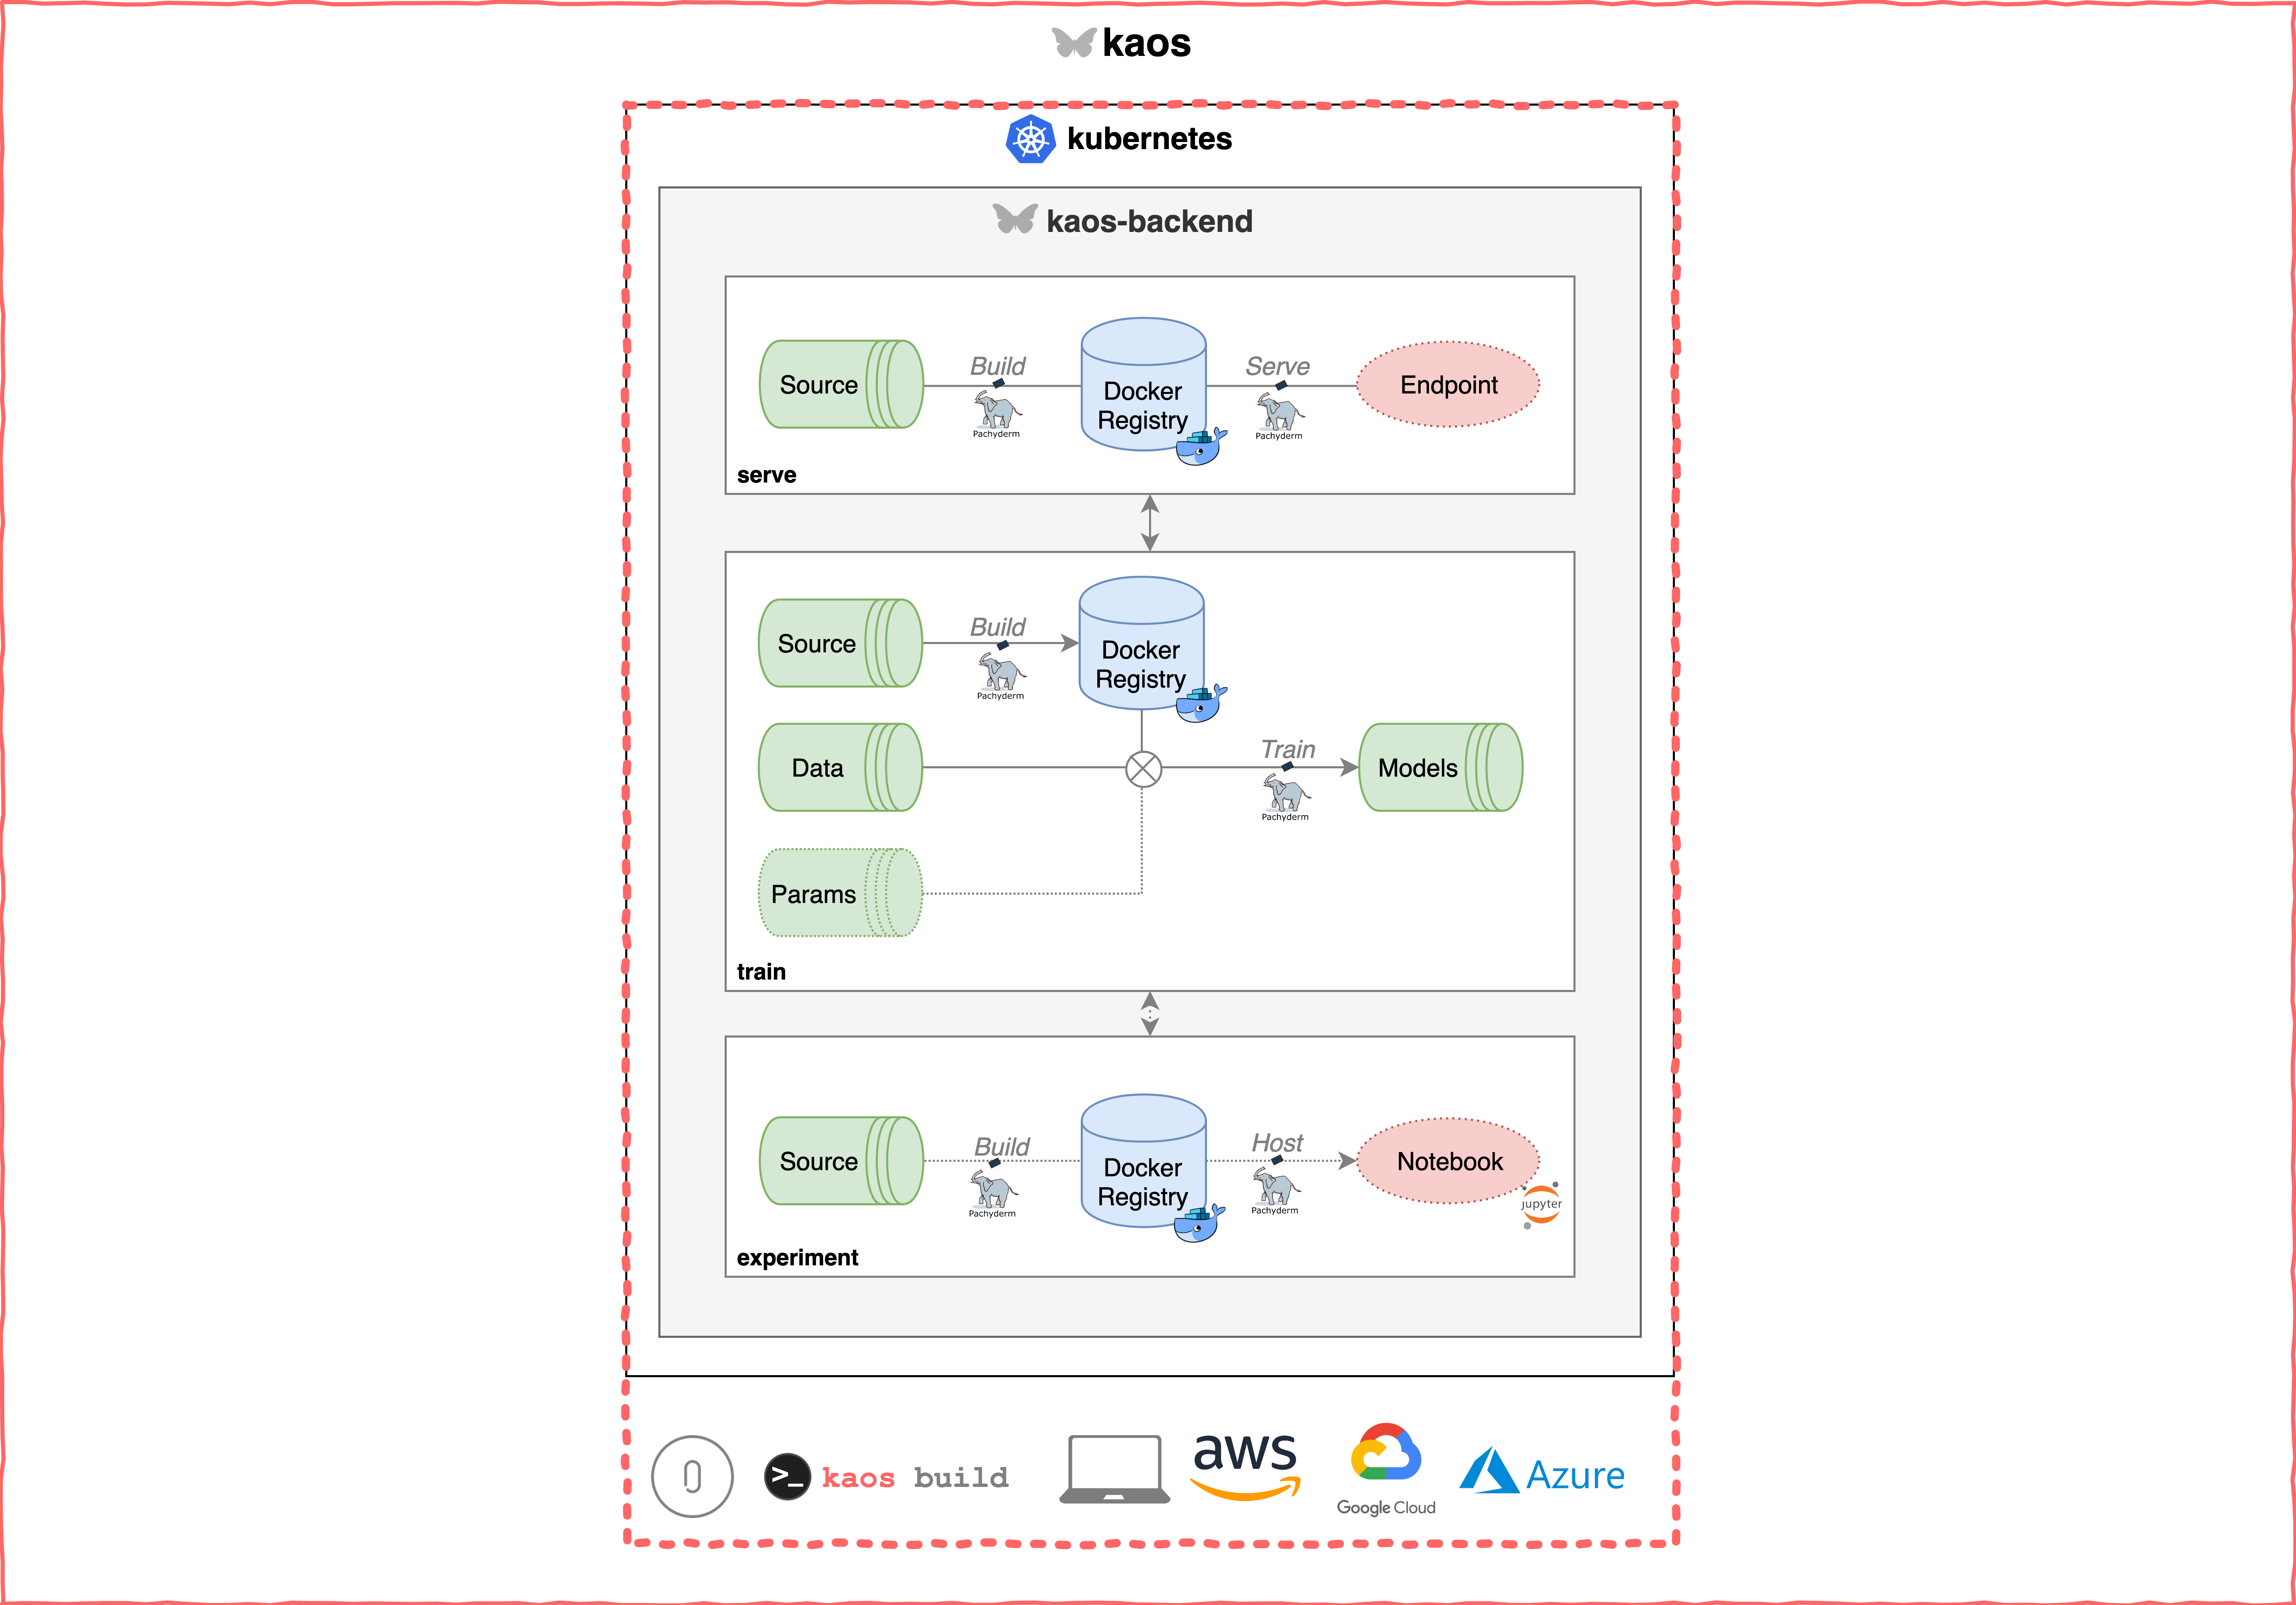 kaos
kubernetes
kaos-backend
Source
Build
Pachyderm
Docker
Registry
Serve
Pachyderm
Endpoint
serve
Source
Build
Pachyderm
Docker
Registry
Data
Train
Pachyderm
Models
Params
train
Source
Build
Pachyderm
Docker
Registry
Host
Pachyderm
Notebook
jupyter
experiment
0
>_ kaos build
aws
Google Cloud
Azure